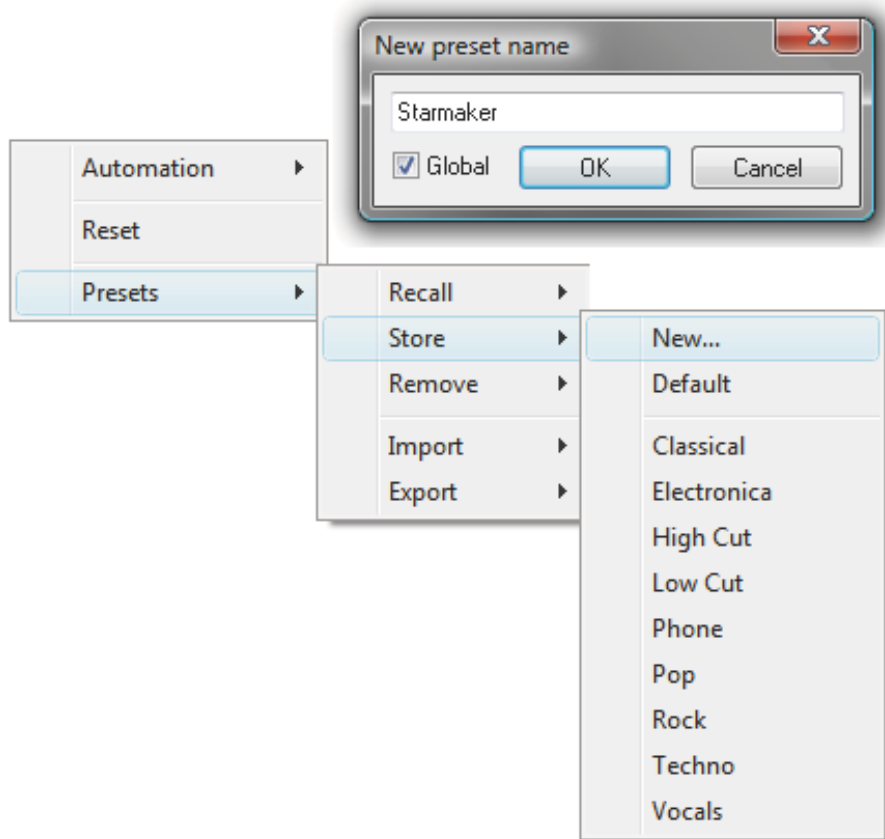 New preset name
Starmaker
Global
OK
Cancel
Automation
Reset
Presets
Recall
Store
Remove
Import
Export
New...
Default
Classical
Electronica
High Cut
Low Cut
Phone
Pop
Rock
Techno
Vocals